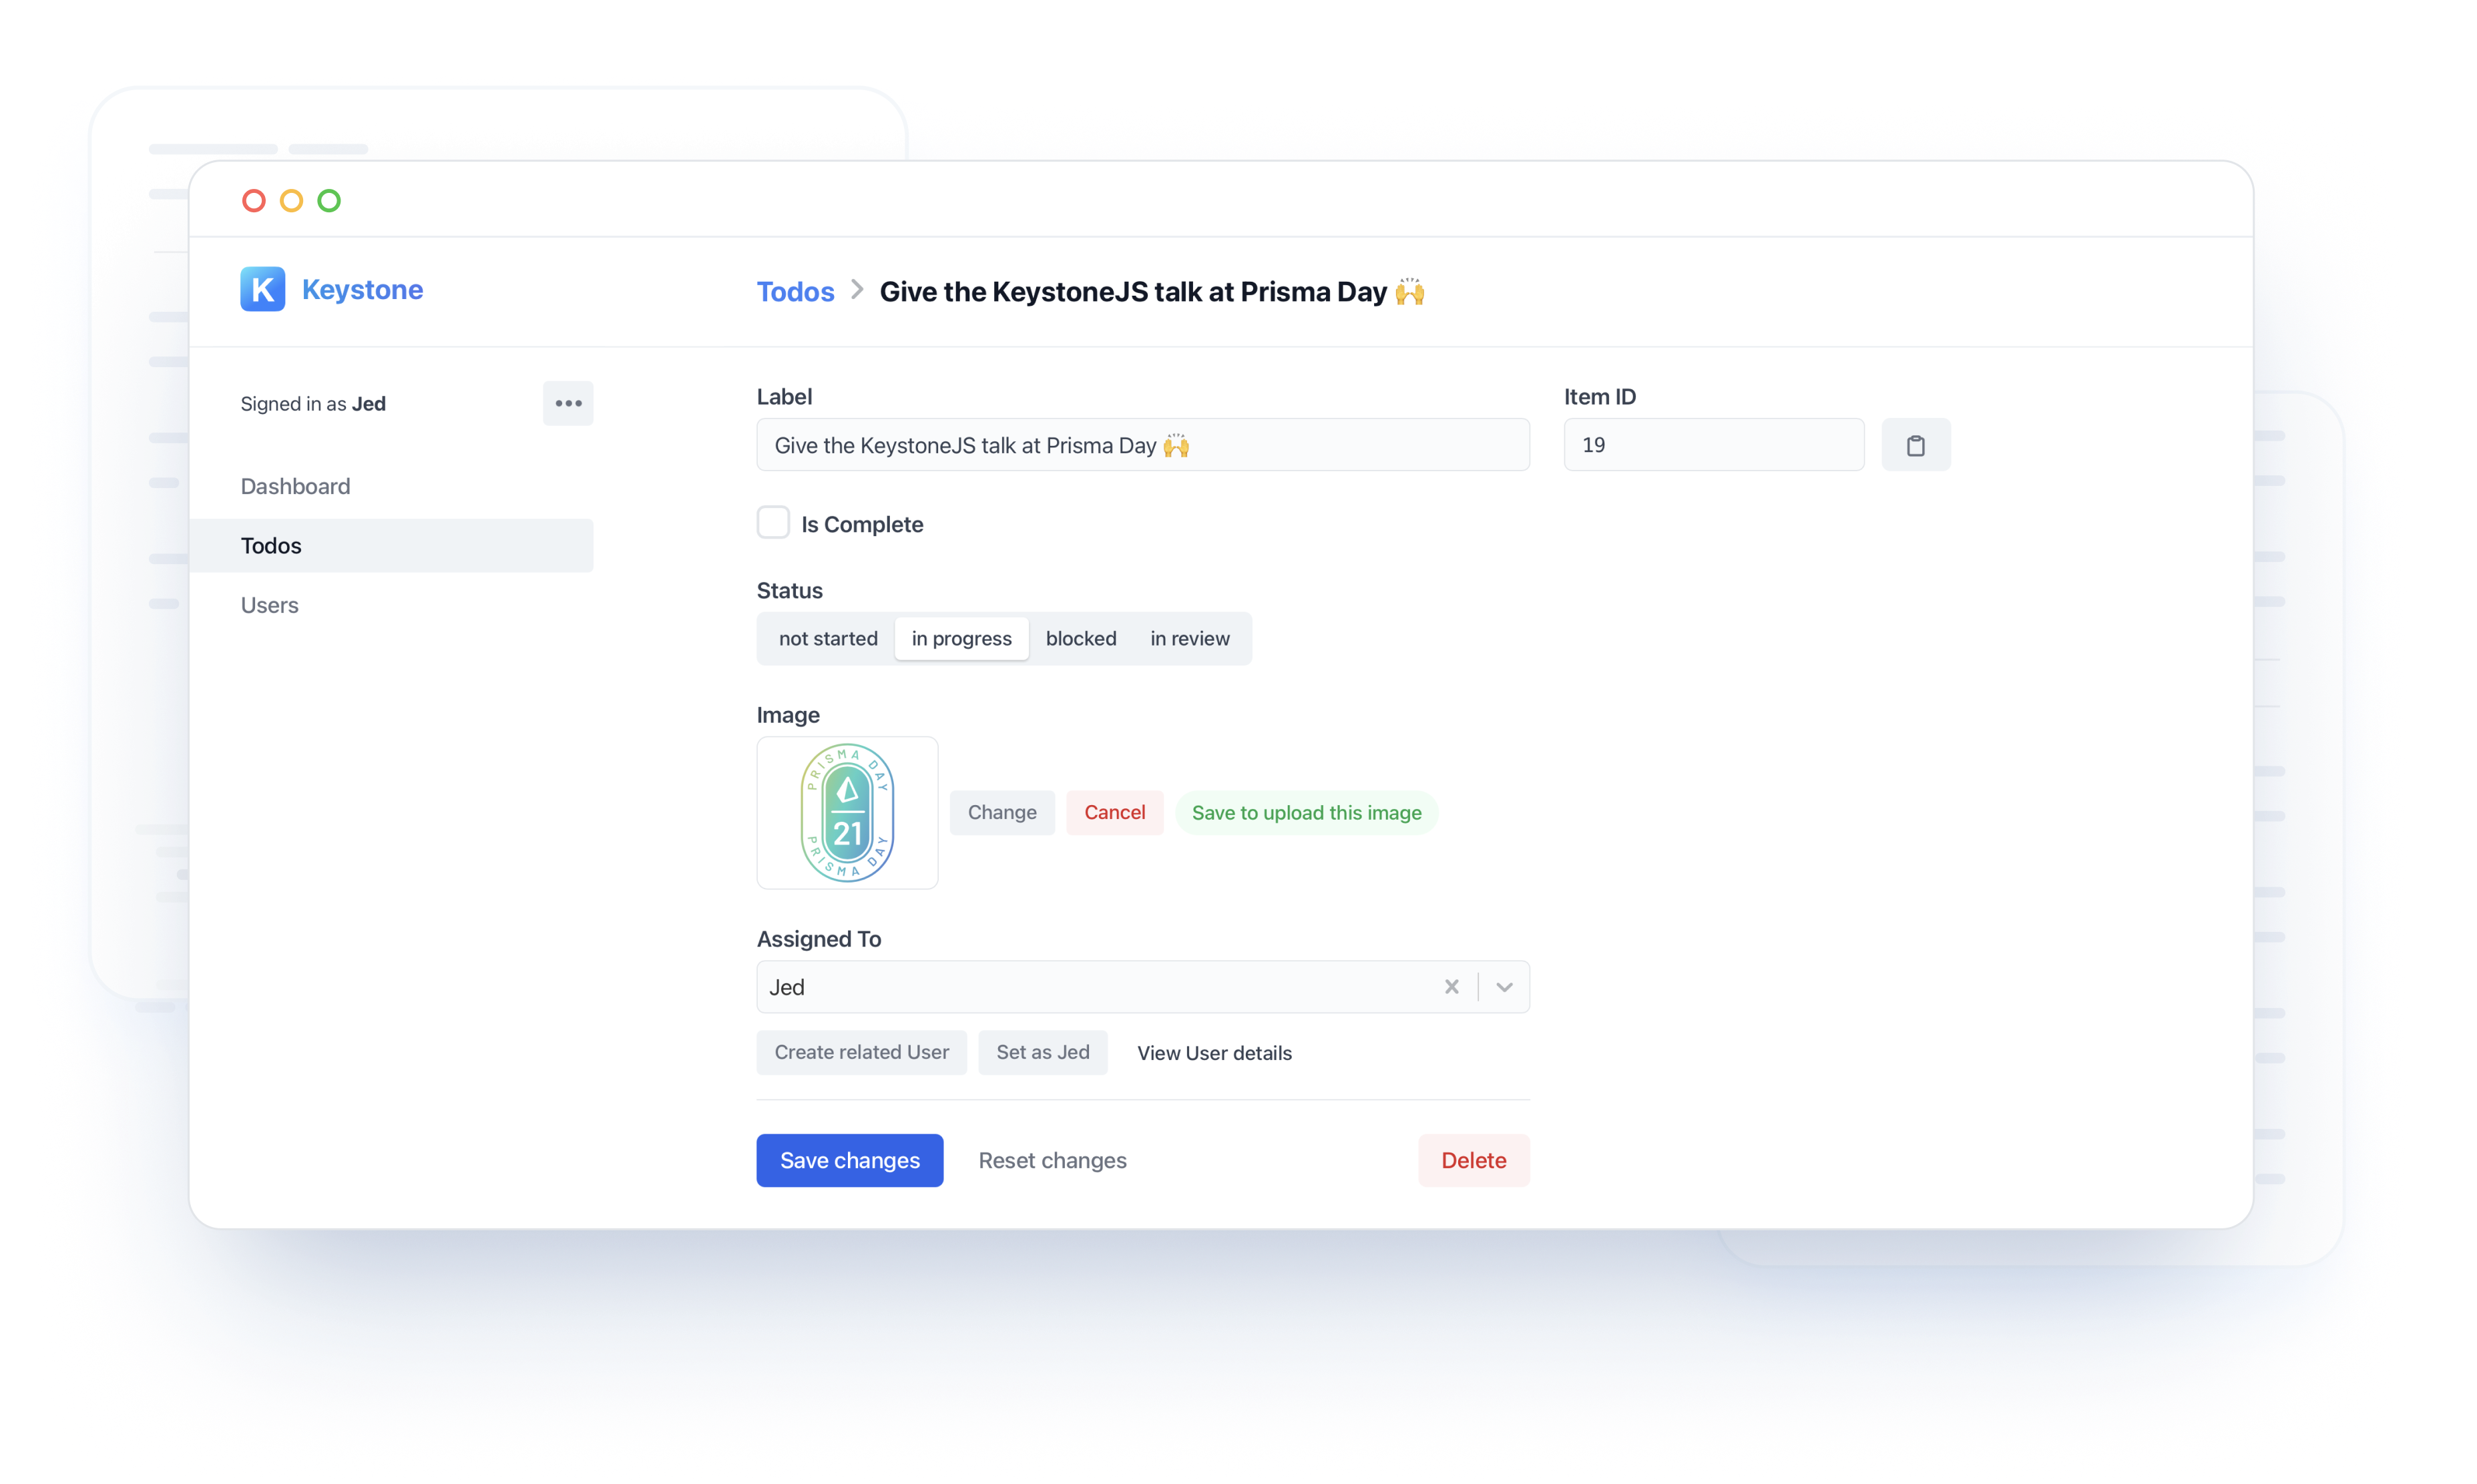 K Keystone
Todos > Give the KeystoneJS talk at Prisma Day 🙌
Signed in as Jed
Dashboard
Todos
Users
Label
Give the KeystoneJS talk at Prisma Day 🙌
Item ID
19
Is Complete
Status
not started in progress blocked in review
Image
PRISMA DAY
21
PRISMA DAY
Change Cancel Save to upload this image
Assigned To
Jed
Create related User Set as Jed View User details
Save changes Reset changes Delete